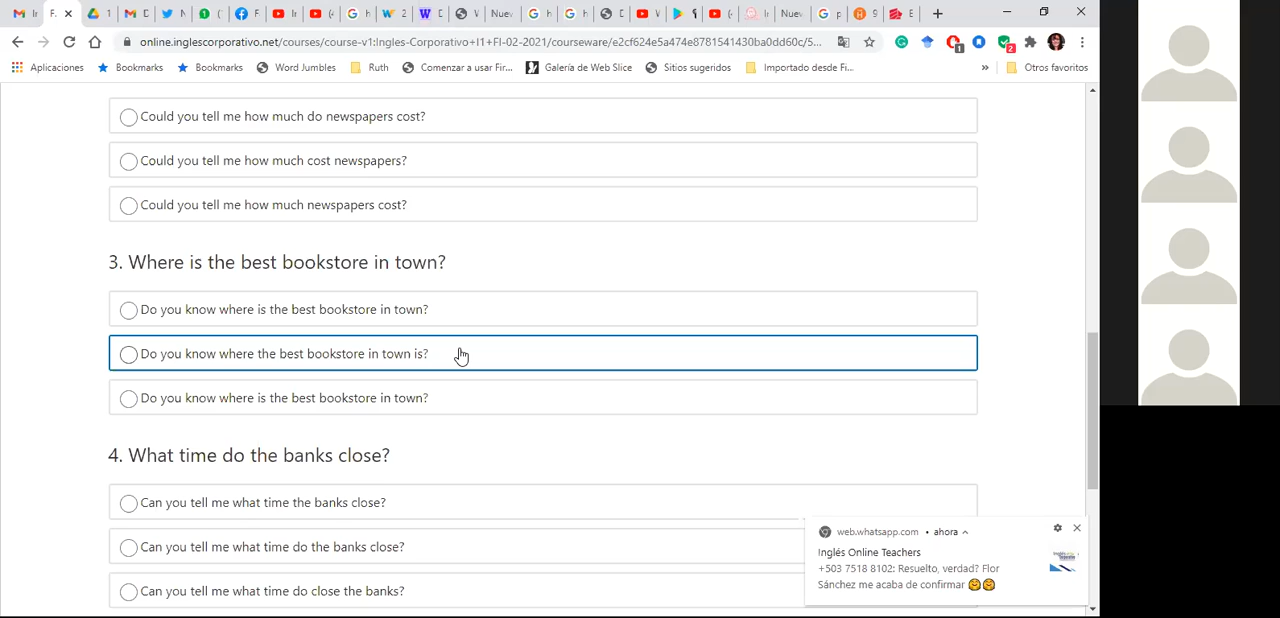 online.inglescorporativo.net/courses/course-v1:Ingles-Corporativo+I1+FI-02-2021/courseware/e2cf624e5a474e8781541430ba0dd60c/5...
Aplicaciones Bookmarks Bookmarks Word Jumbles Ruth Comenzar a usar Fir... Galería de Web Slice Sitios sugeridos Importado desde Fi... » Otros favoritos
Could you tell me how much do newspapers cost?
Could you tell me how much cost newspapers?
Could you tell me how much newspapers cost?
3. Where is the best bookstore in town?
Do you know where is the best bookstore in town?
Do you know where the best bookstore in town is?
Do you know where is the best bookstore in town?
4. What time do the banks close?
Can you tell me what time the banks close?
Can you tell me what time do the banks close?
Can you tell me what time do close the banks?
web.whatsapp.com • ahora
Inglés Online Teachers
+503 7518 8102: Resuelto, verdad? Flor
Sánchez me acaba de confirmar 🤗🤗